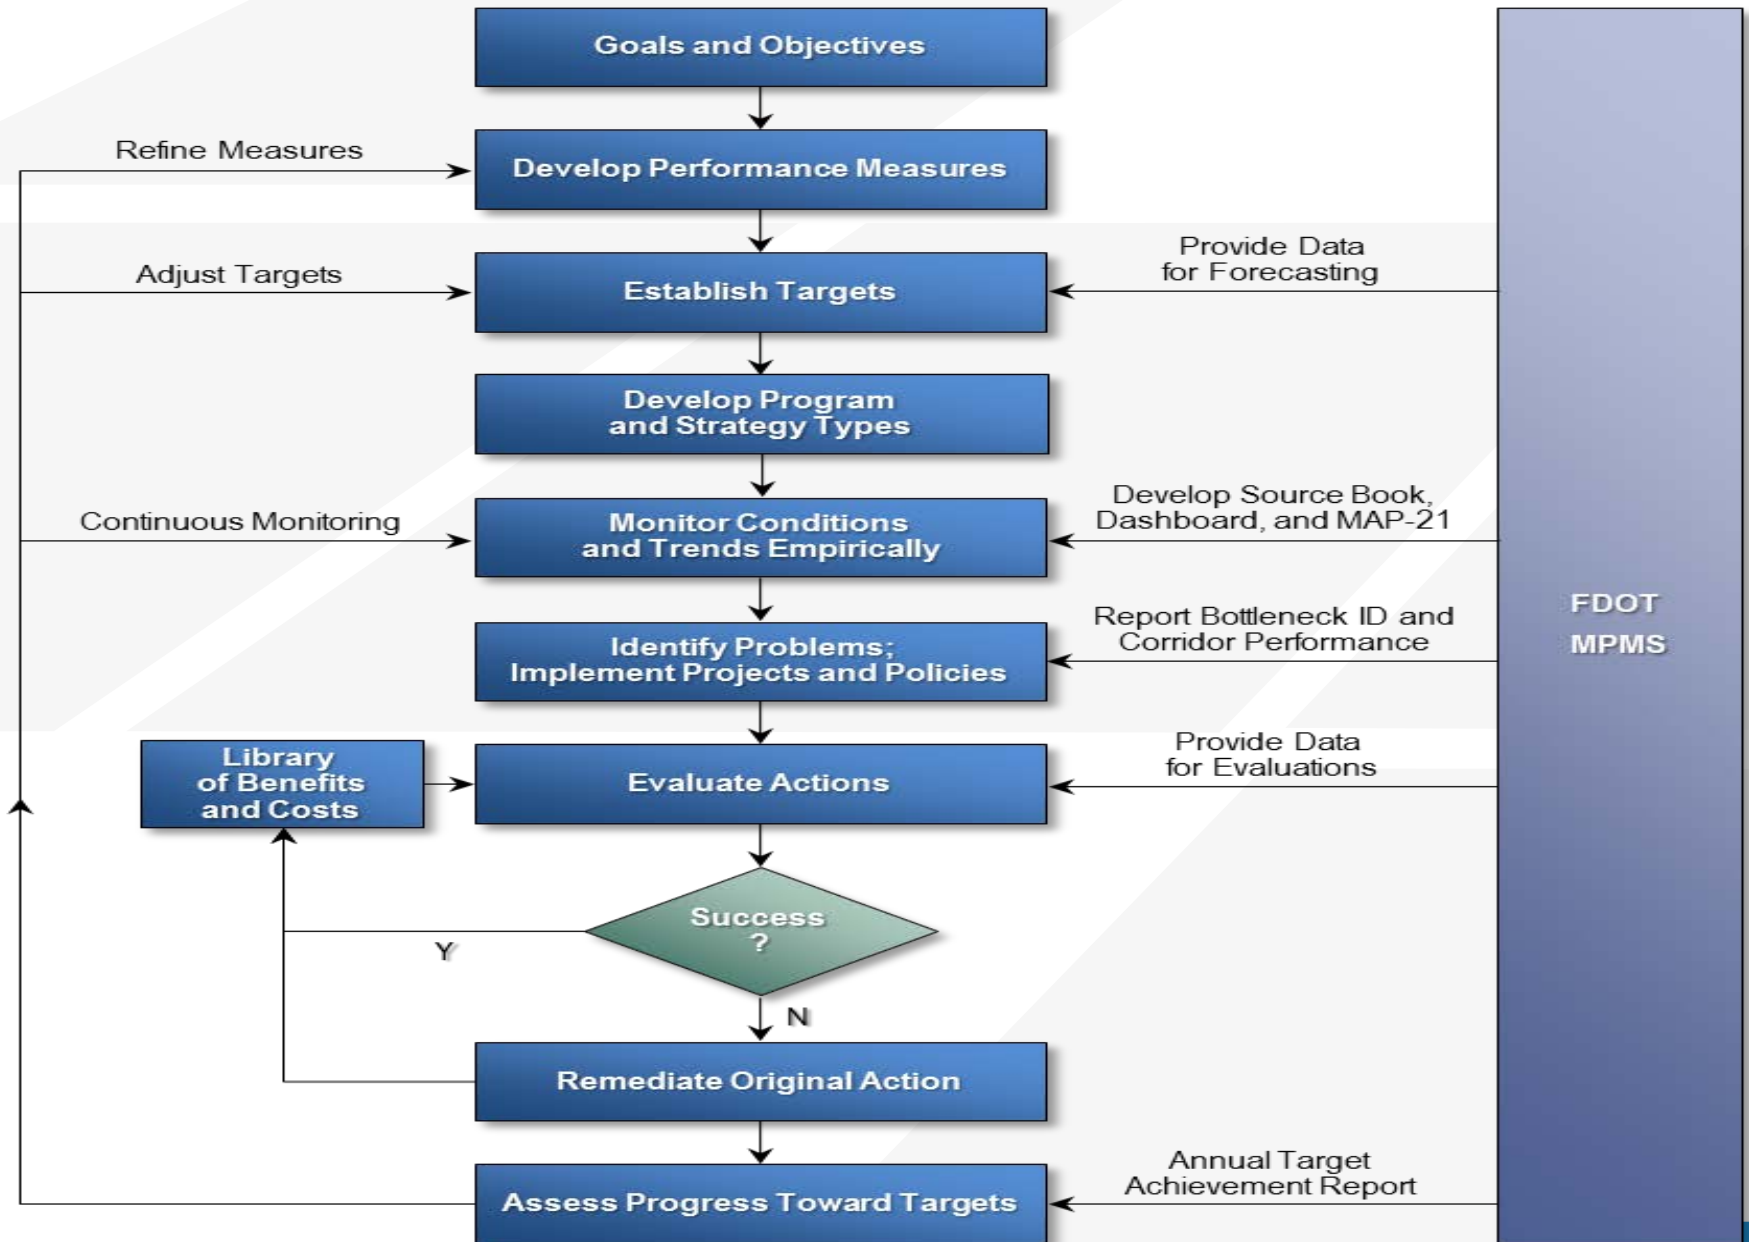 Goals and Objectives
Refine Measures
Develop Performance Measures
Adjust Targets
Establish Targets
Provide Data
for Forecasting
Develop Program
and Strategy Types
Continuous Monitoring
Monitor Conditions
and Trends Empirically
Develop Source Book,
Dashboard, and MAP-21
Identify Problems;
Implement Projects and Policies
Report Bottleneck ID and
Corridor Performance
FDOT
MPMS
Library
of Benefits
and Costs
Evaluate Actions
Provide Data
for Evaluations
Success
?
Y
N
Remediate Original Action
Assess Progress Toward Targets
Annual Target
Achievement Report